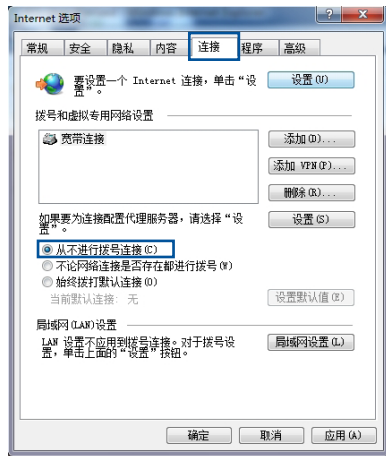 Internet 选项
常规 安全 隐私 内容 连接 程序 高级
要设置一个 Internet 连接，单击“设置”。
设置(U)
拨号和虚拟专用网络设置
宽带连接
添加(D)...
添加 VPN(P)...
删除(R)...
如果要为连接配置代理服务器，请选择“设置”。
设置(S)
从不进行拨号连接(C)
不论网络连接是否存在都进行拨号(W)
始终拨打默认连接(O)
当前默认连接: 无
设置默认值(E)
局域网(LAN)设置
LAN 设置不应用到拨号连接。对于拨号设置，单击上面的“设置”按钮。
局域网设置(L)
确定 取消 应用(A)